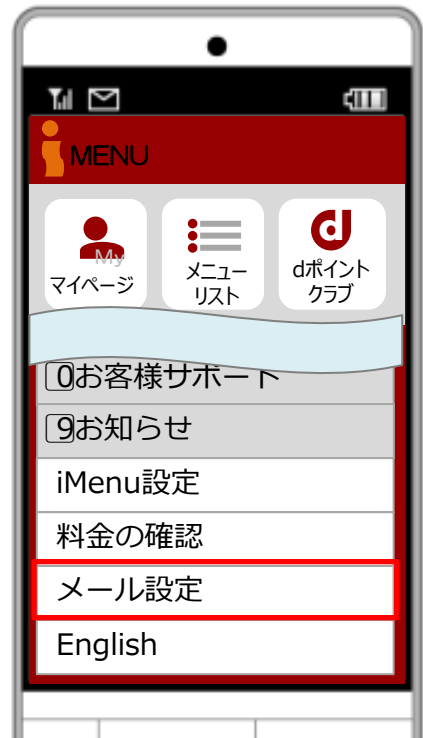 iMENU
My
マイページ
メニュー
リスト
dポイント
クラブ
0お客様サポート
9お知らせ
iMenu設定
料金の確認
メール設定
English